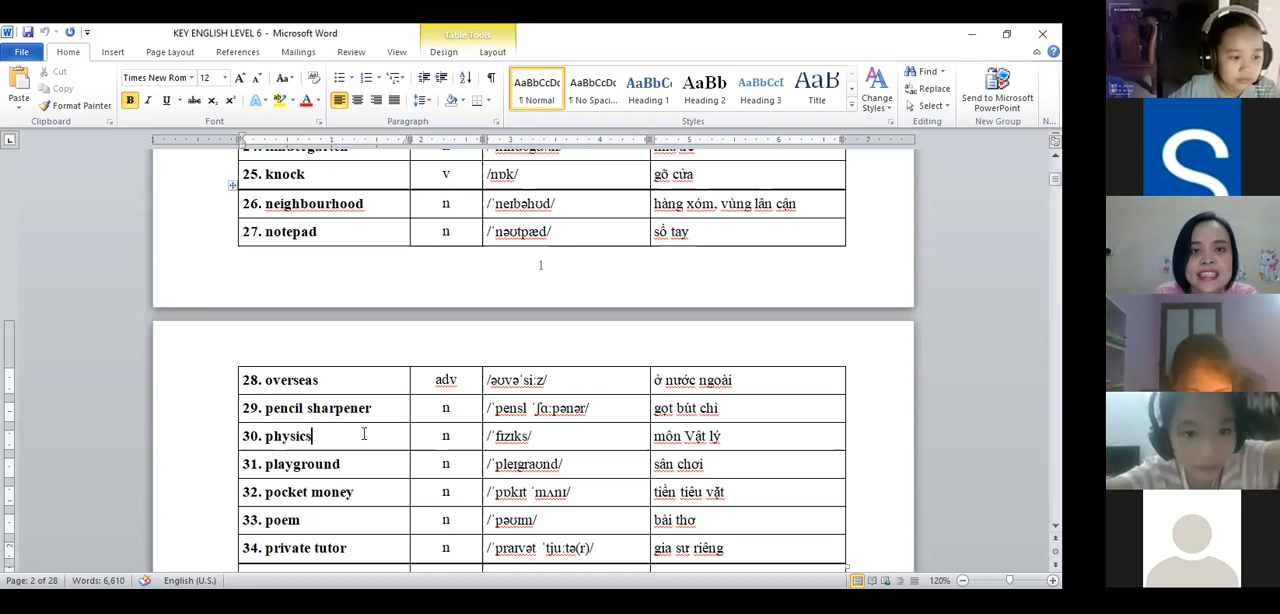 KEY ENGLISH LEVEL 6 - Microsoft Word
Table Tools
File Home Insert Page Layout References Mailings Review View Design Layout
Cut
Copy
Format Painter
Paste
Clipboard
Times New Rom 12
Font
Paragraph
AaBbCcDc AaBbCcDc AaBbC AaBb AaBbCcI AaB
¶ Normal ¶ No Spaci... Heading 1 Heading 2 Heading 3 Title
Change Styles
Styles
Find
Replace
Select
Editing
Send to Microsoft PowerPoint
New Group
25. knock v /nɒk/ gõ cửa
26. neighbourhood n /ˈneɪbəhʊd/ hàng xóm, vùng lân cận
27. notepad n /ˈnəʊtpæd/ sổ tay
1
28. overseas adv /əʊvəˈsiːz/ ở nước ngoài
29. pencil sharpener n /ˈpensl ˈʃɑːpənər/ gọt bút chì
30. physics n /ˈfɪzɪks/ môn Vật lý
31. playground n /ˈpleɪgraʊnd/ sân chơi
32. pocket money n /ˈpɒkɪt ˈmʌnɪ/ tiền tiêu vặt
33. poem n /ˈpəʊɪm/ bài thơ
34. private tutor n /ˈpraɪvət ˈtjuːtə(r)/ gia sư riêng
Page: 2 of 28 Words: 6,610 English (U.S.) 120%
S